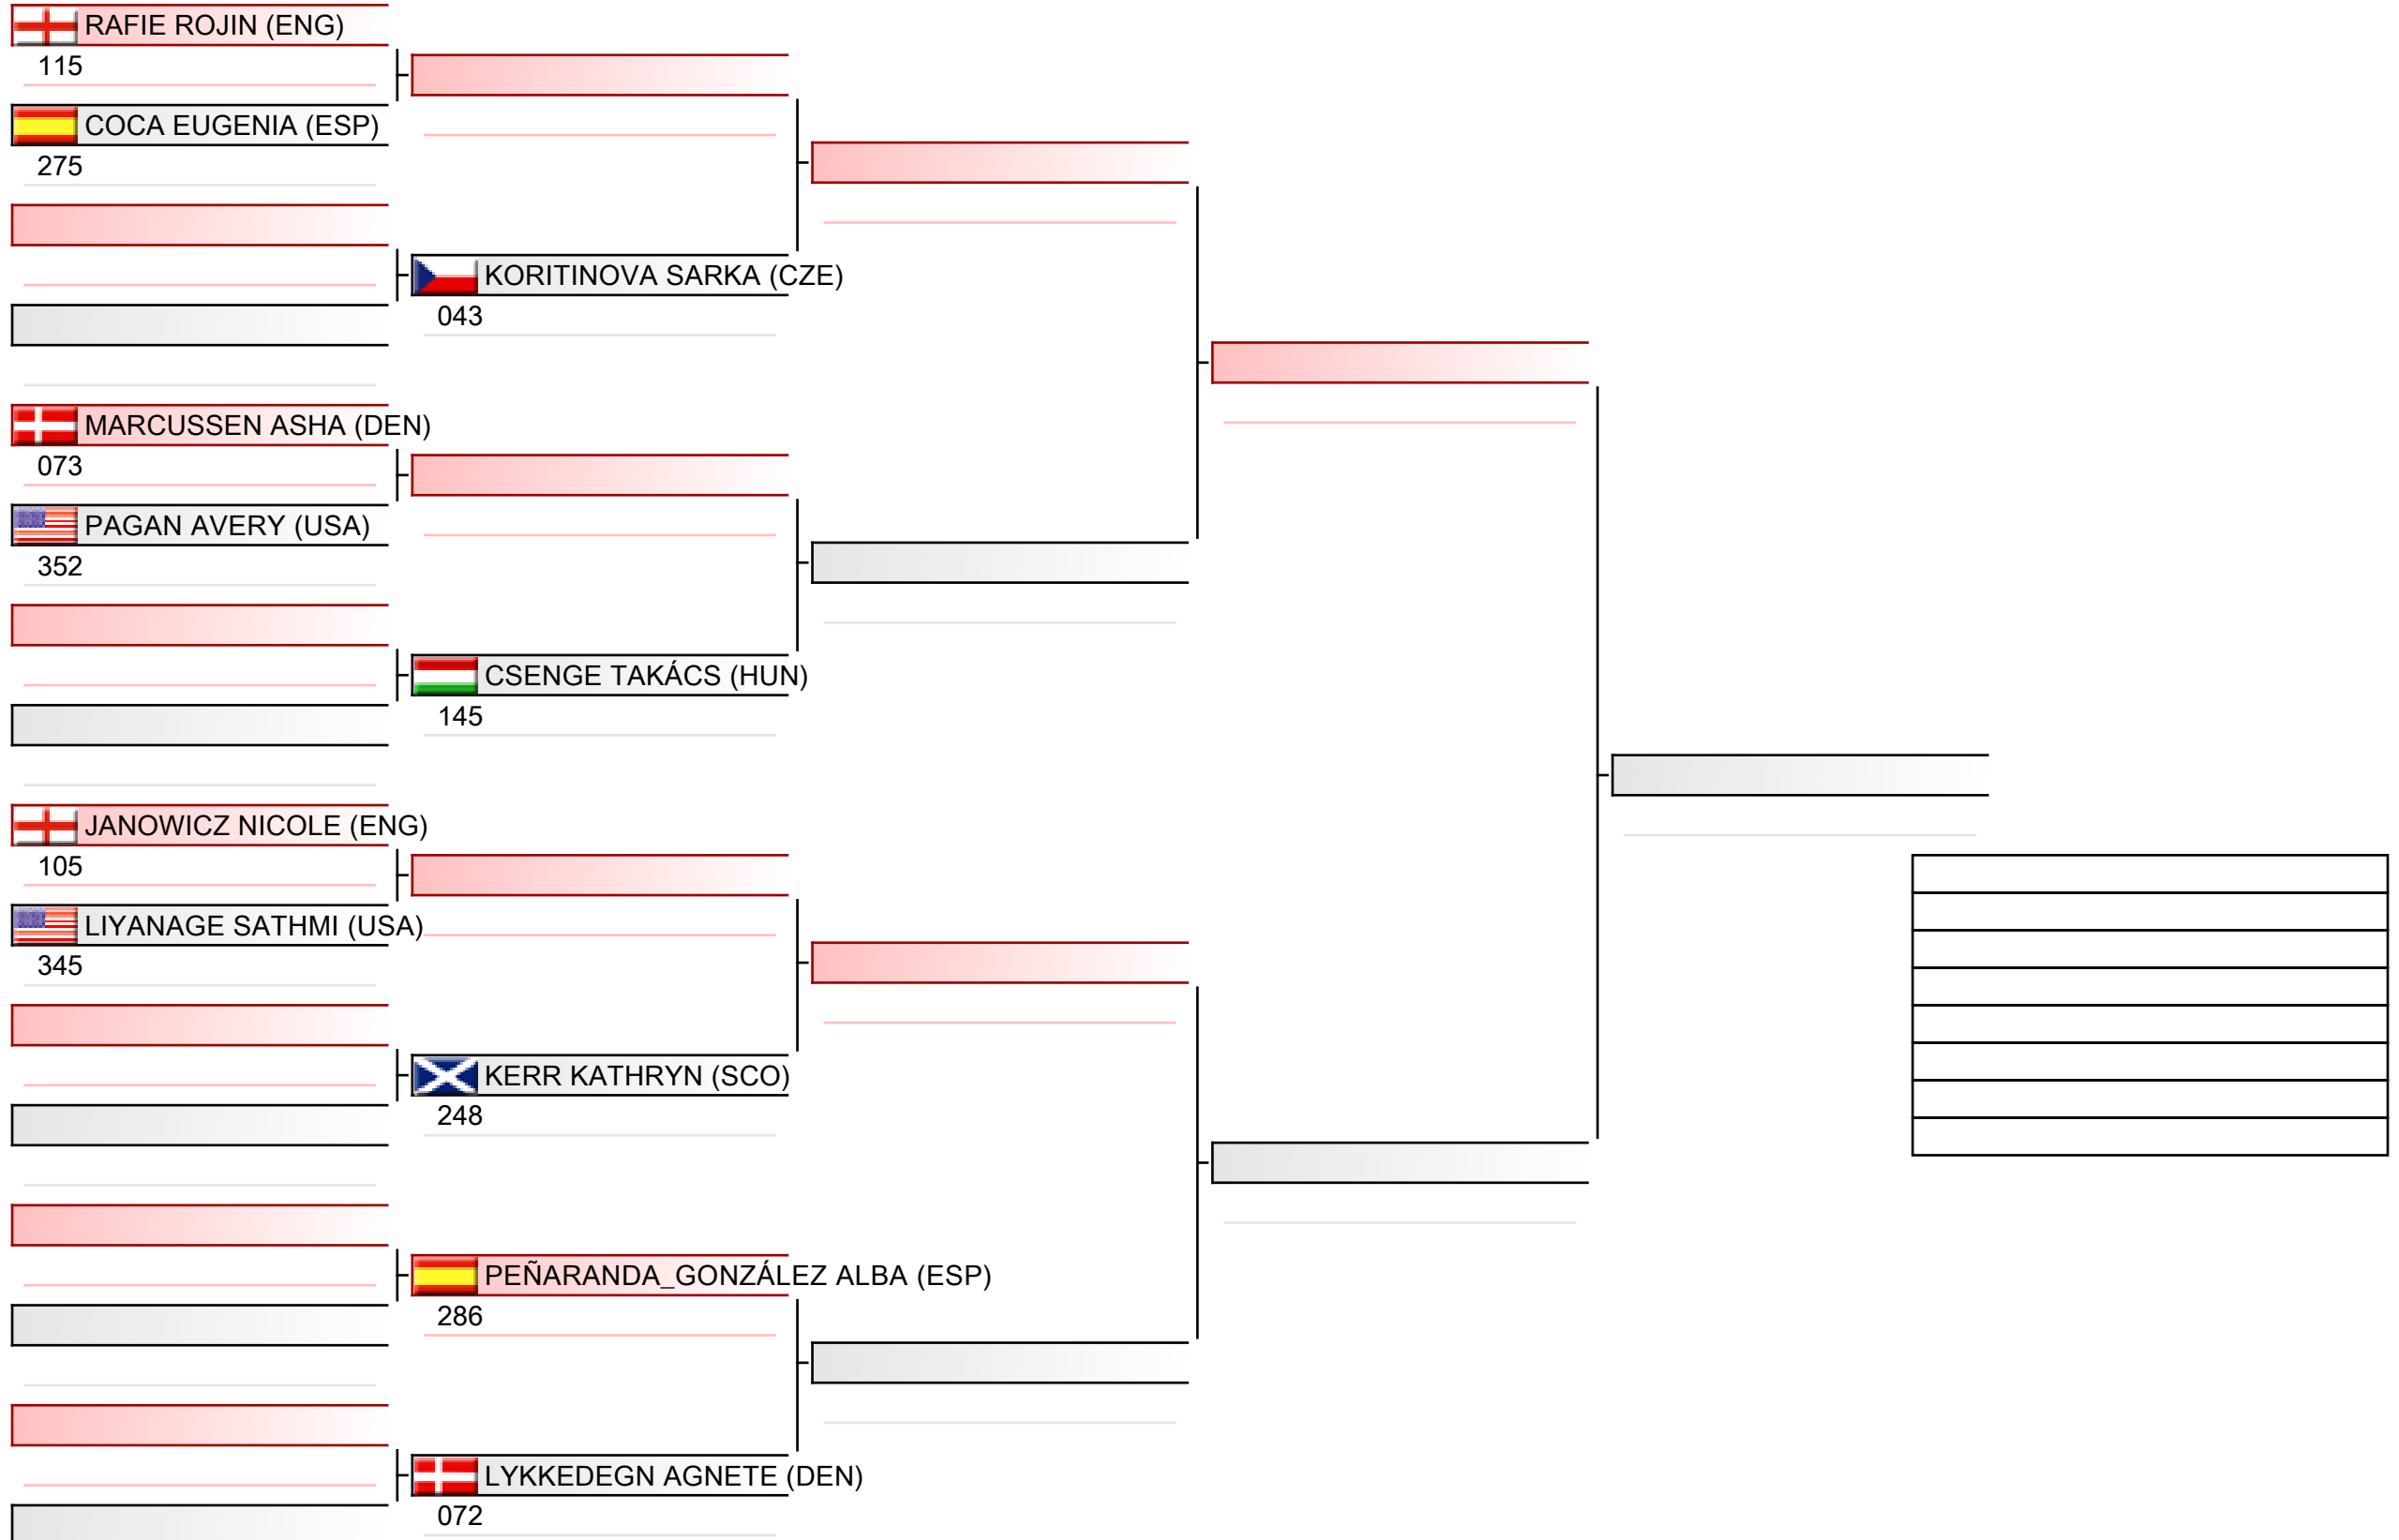 RAFIE ROJIN (ENG)
115
COCA EUGENIA (ESP)
275
KORITINOVA SARKA (CZE)
043
MARCUSSEN ASHA (DEN)
073
PAGAN AVERY (USA)
352
CSENGE TAKÁCS (HUN)
145
JANOWICZ NICOLE (ENG)
105
LIYANAGE SATHMI (USA)
345
KERR KATHRYN (SCO)
248
PEÑARANDA_GONZÁLEZ ALBA (ESP)
286
LYKKEDEGN AGNETE (DEN)
072